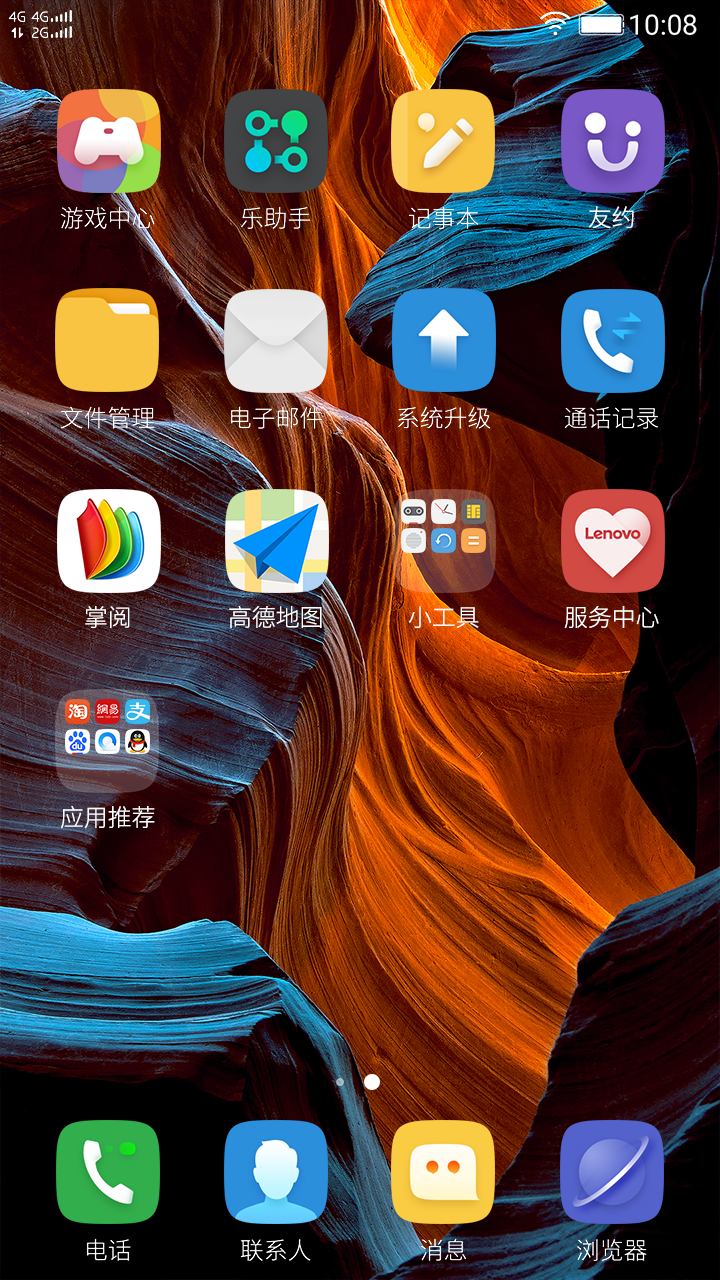 4G 4G 10:08
2G
游戏中心 乐助手 记事本 友约
文件管理 电子邮件 系统升级 通话记录
Lenovo
掌阅 高德地图 小工具 服务中心
淘 網易 支
du
应用推荐
电话 联系人 消息 浏览器